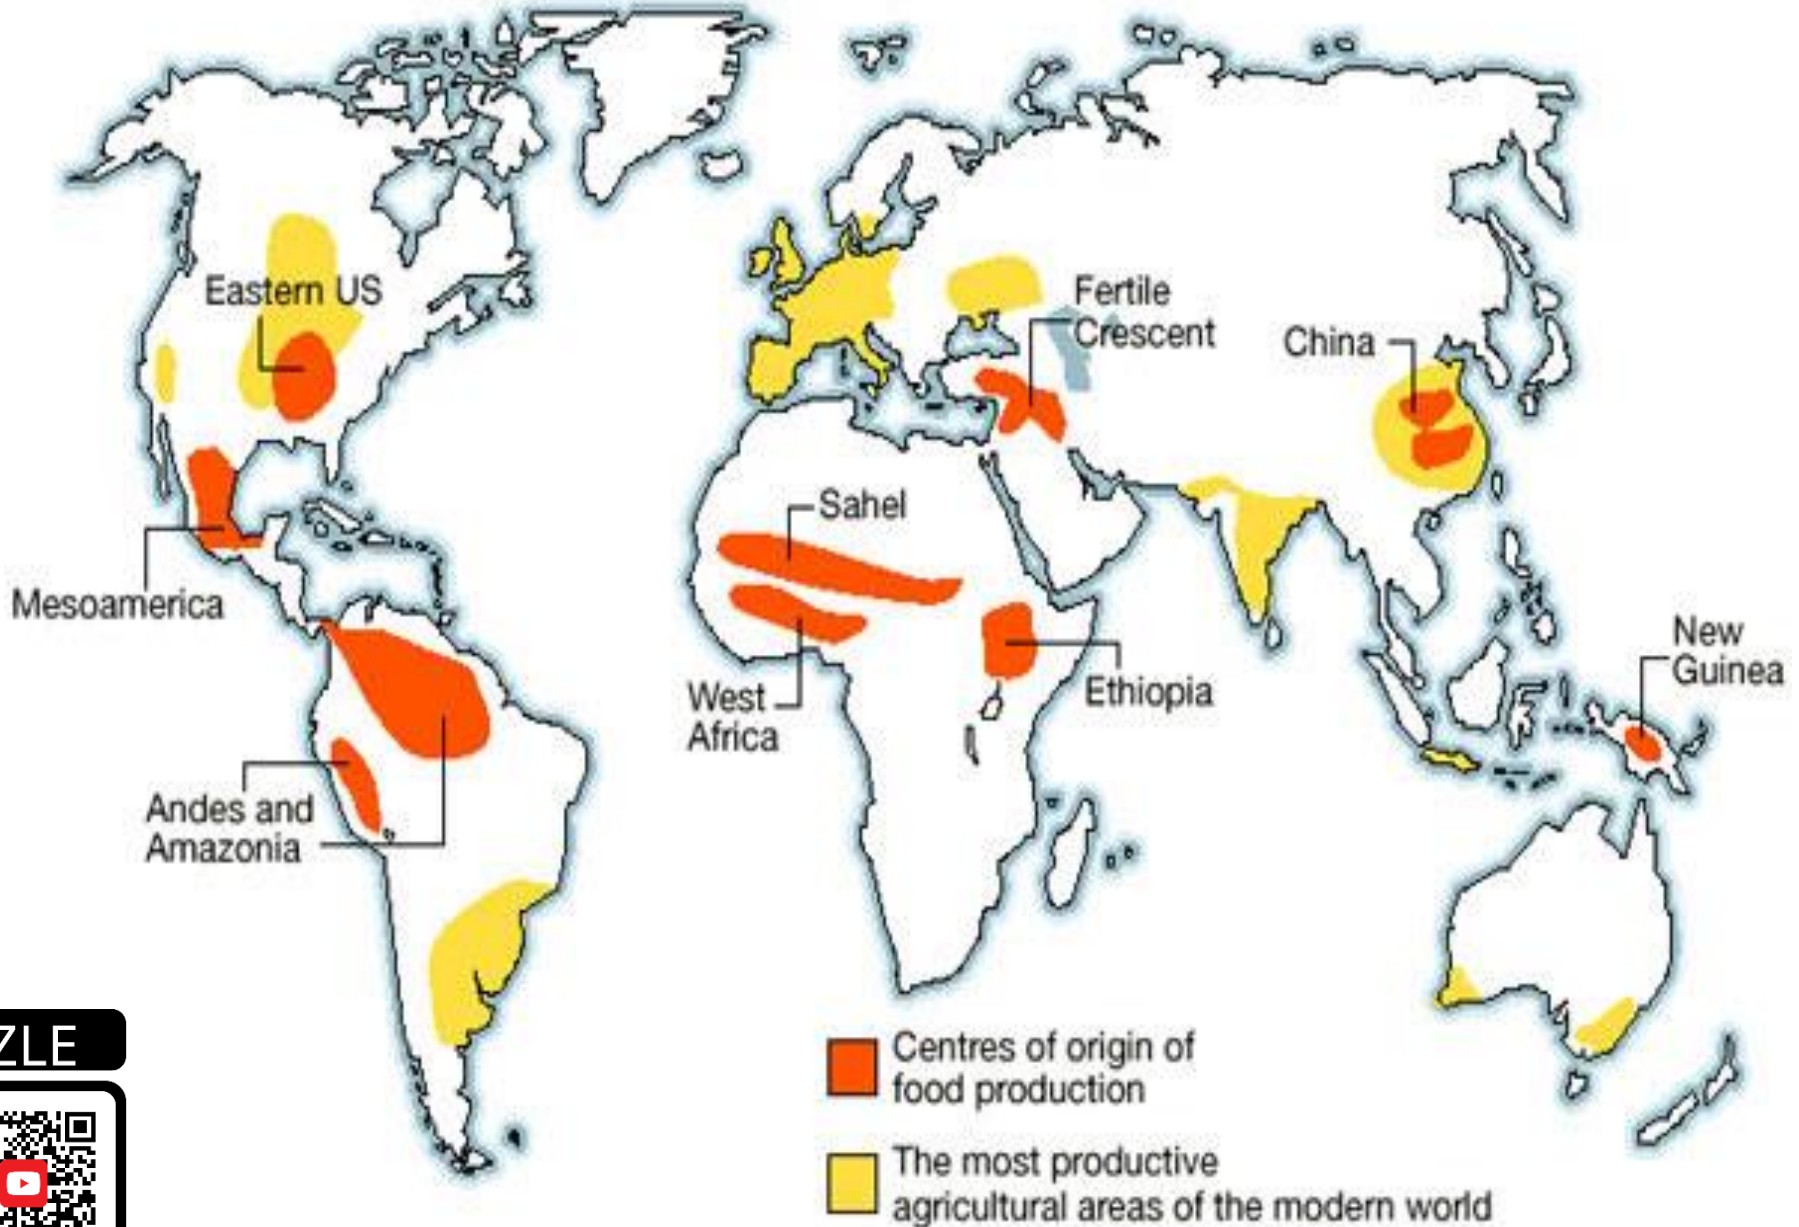 Eastern US
Fertile
Crescent
China
Sahel
Mesoamerica
New
Guinea
West
Africa
Ethiopia
Andes and
Amazonia
ZLE
Centres of origin of
food production
The most productive
agricultural areas of the modern world